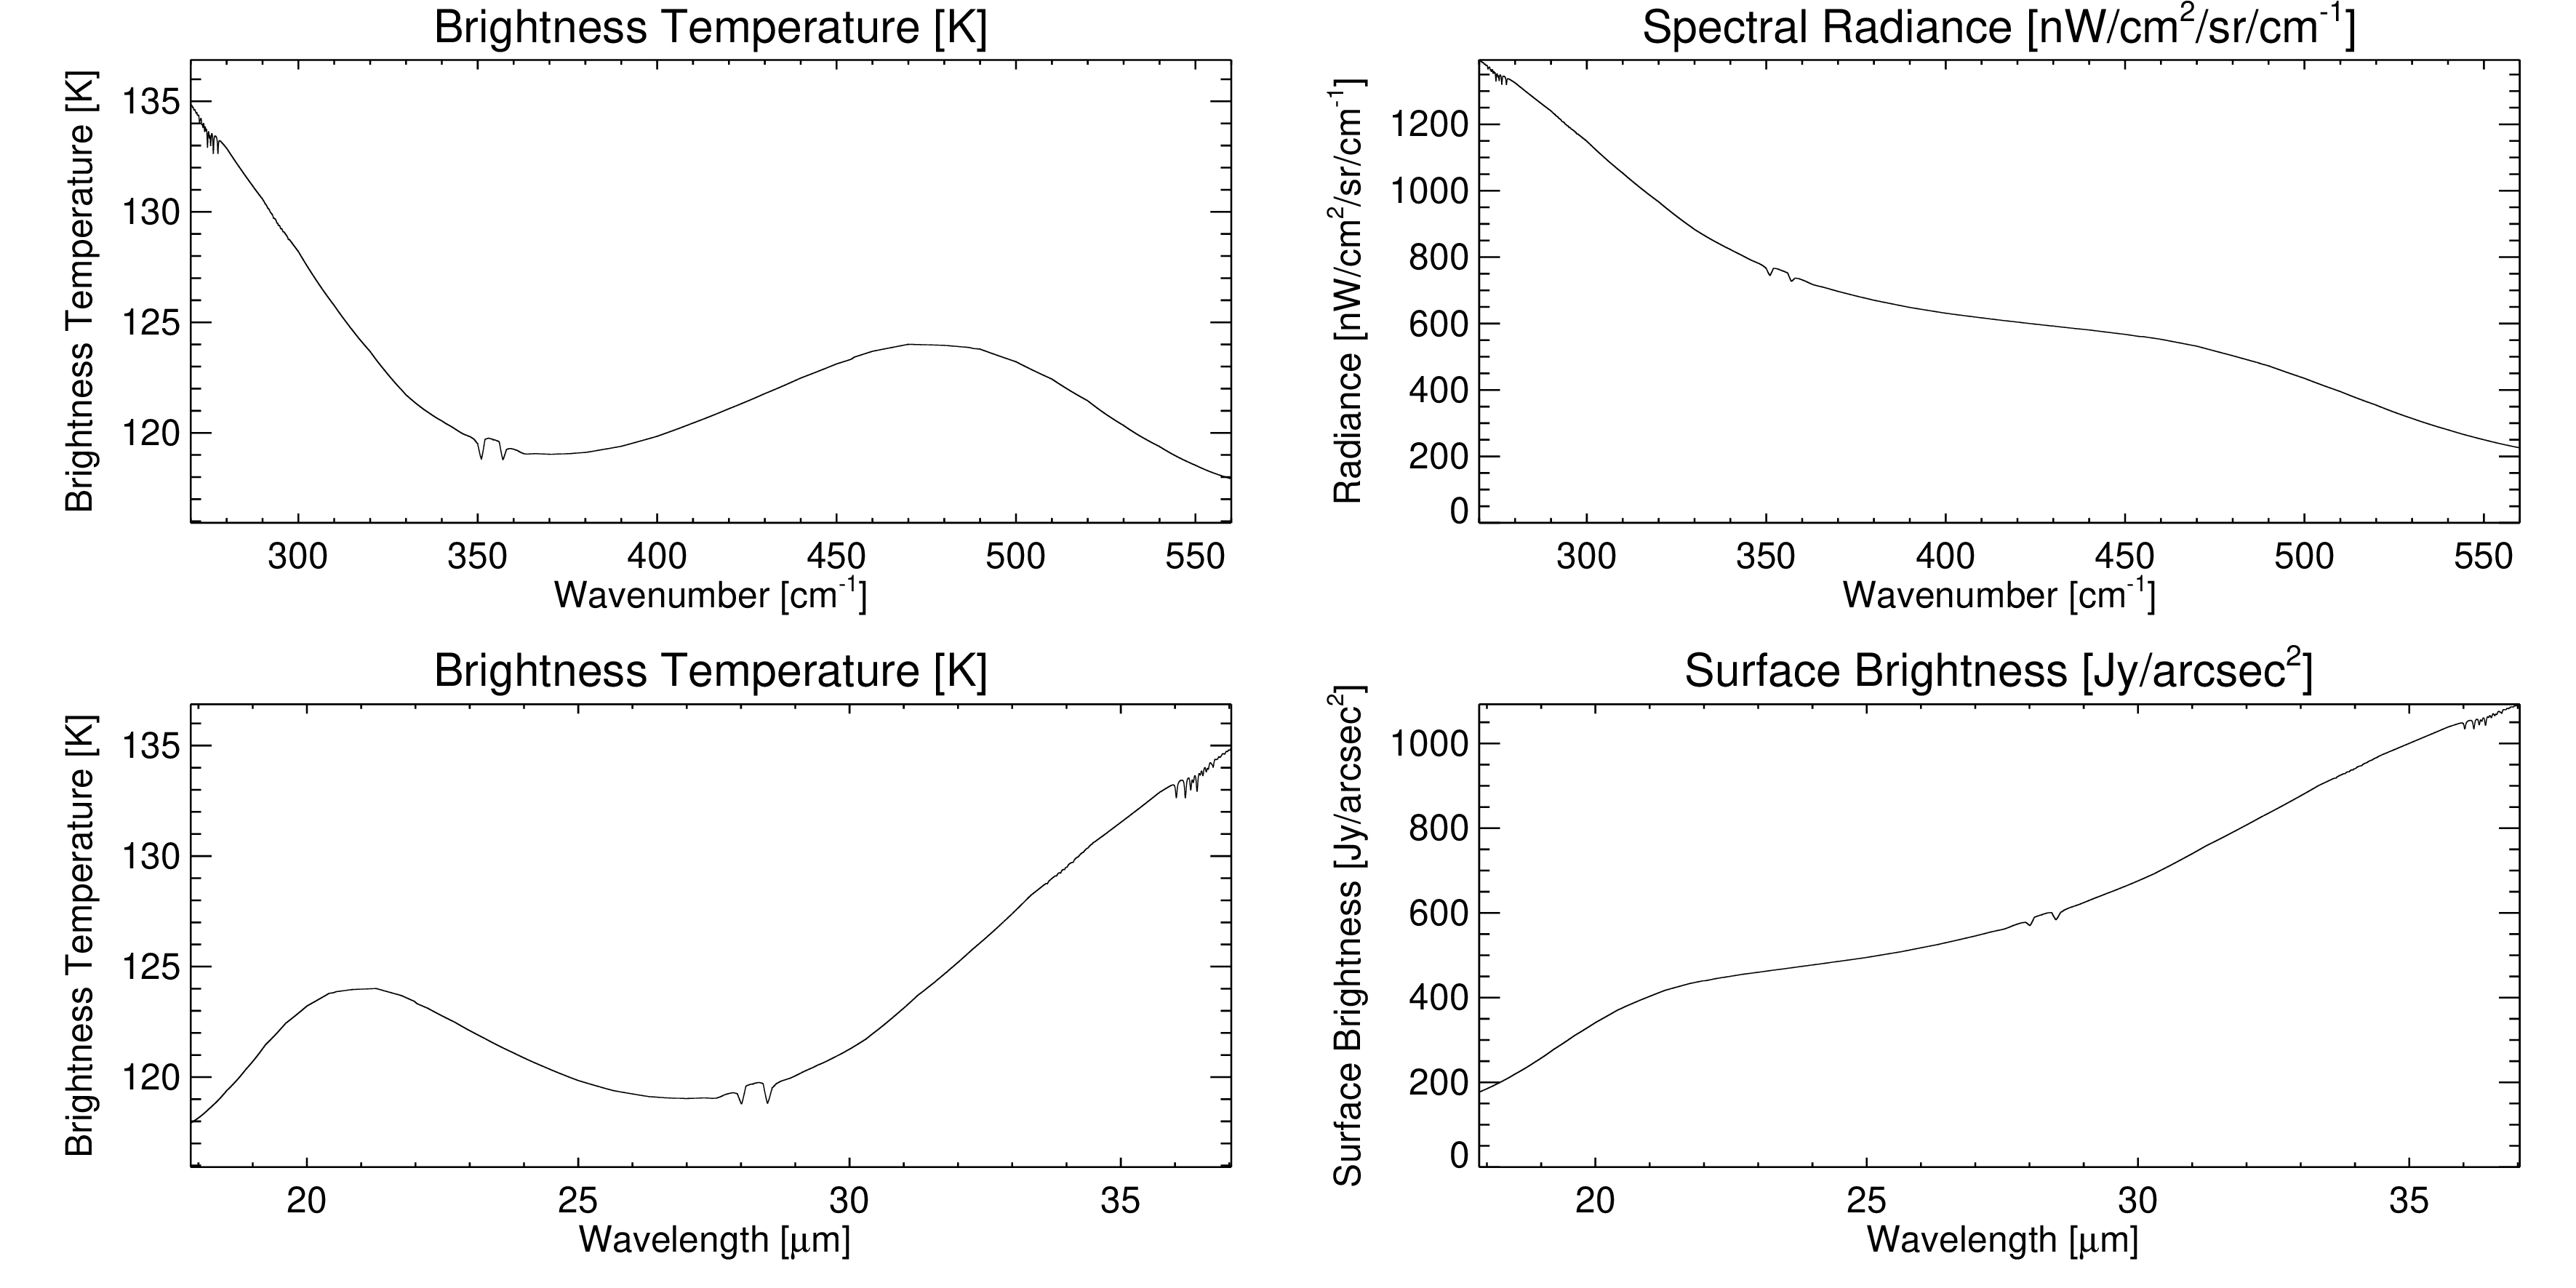 Brightness Temperature [K]
Brightness Temperature [K]
135
130
125
120
300 350 400 450 500 550
Wavenumber [cm⁻¹]
Spectral Radiance [nW/cm²/sr/cm⁻¹]
Radiance [nW/cm²/sr/cm⁻¹]
1200
1000
800
600
400
200
0
300 350 400 450 500 550
Wavenumber [cm⁻¹]
Brightness Temperature [K]
Brightness Temperature [K]
135
130
125
120
20 25 30 35
Wavelength [μm]
Surface Brightness [Jy/arcsec²]
Surface Brightness [Jy/arcsec²]
1000
800
600
400
200
0
20 25 30 35
Wavelength [μm]